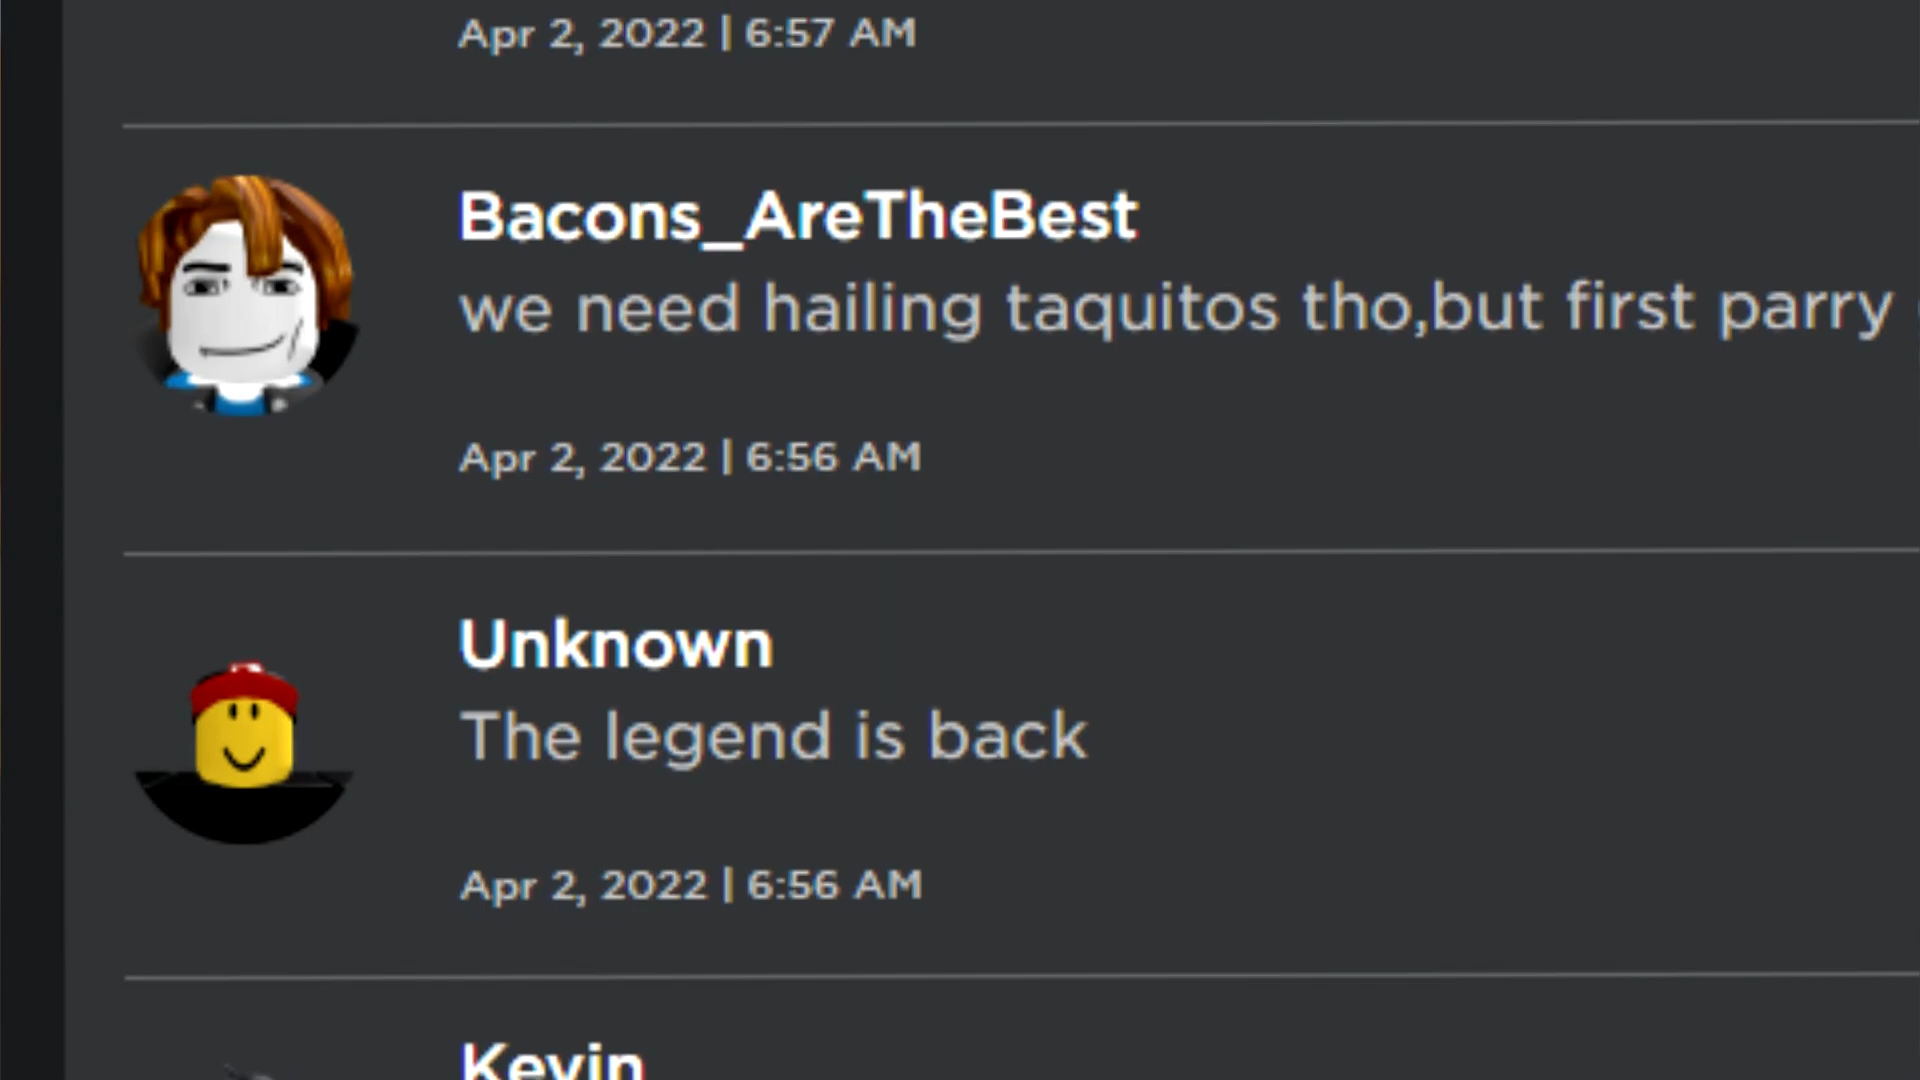 Apr 2, 2022 | 6:57 AM
Bacons_AreTheBest
we need hailing taquitos tho,but first parry
Apr 2, 2022 | 6:56 AM
Unknown
The legend is back
Apr 2, 2022 | 6:56 AM
Kevin